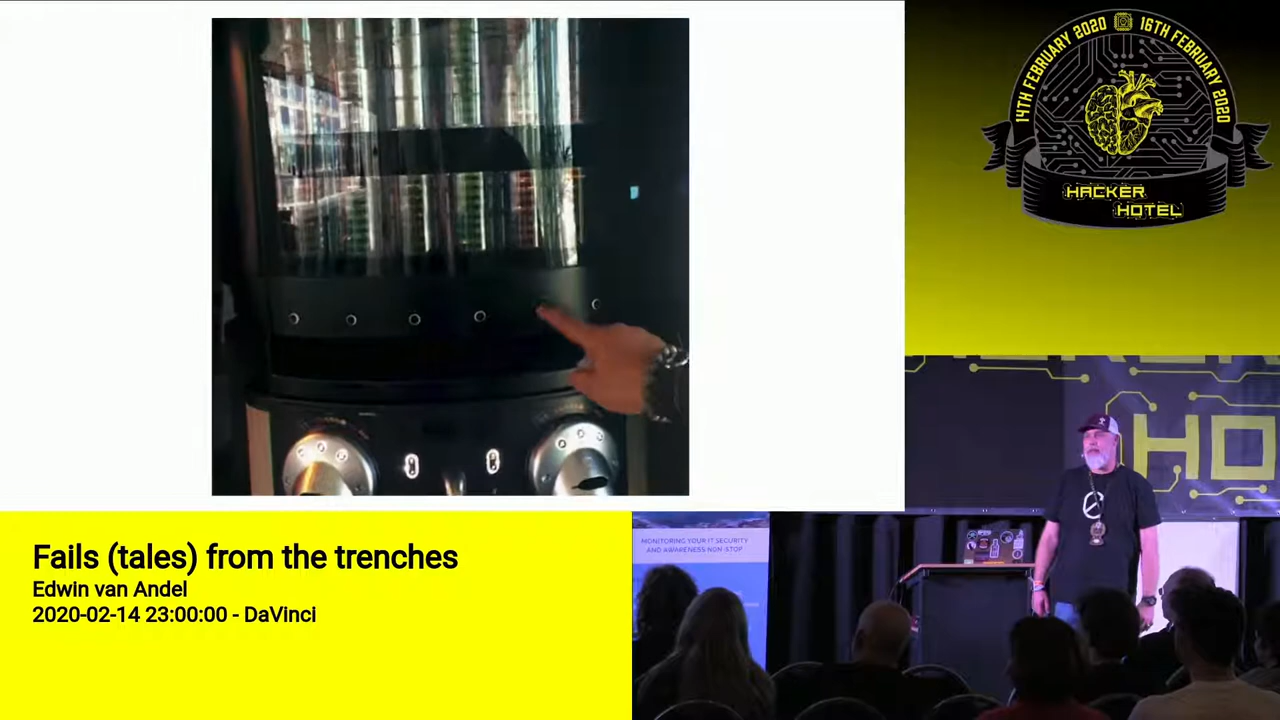 14TH FEBRUARY 2020
16TH FEBRUARY 2020
HACKER
HOTEL
HO
MONITORING YOUR IT SECURITY
AND AWARENESS NON-STOP
Fails (tales) from the trenches
Edwin van Andel
2020-02-14 23:00:00 - DaVinci